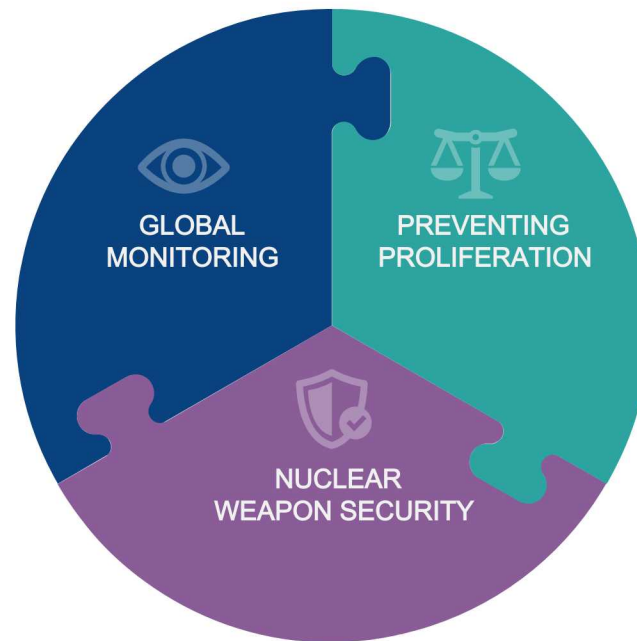 GLOBAL
MONITORING
PREVENTING
PROLIFERATION
NUCLEAR
WEAPON SECURITY